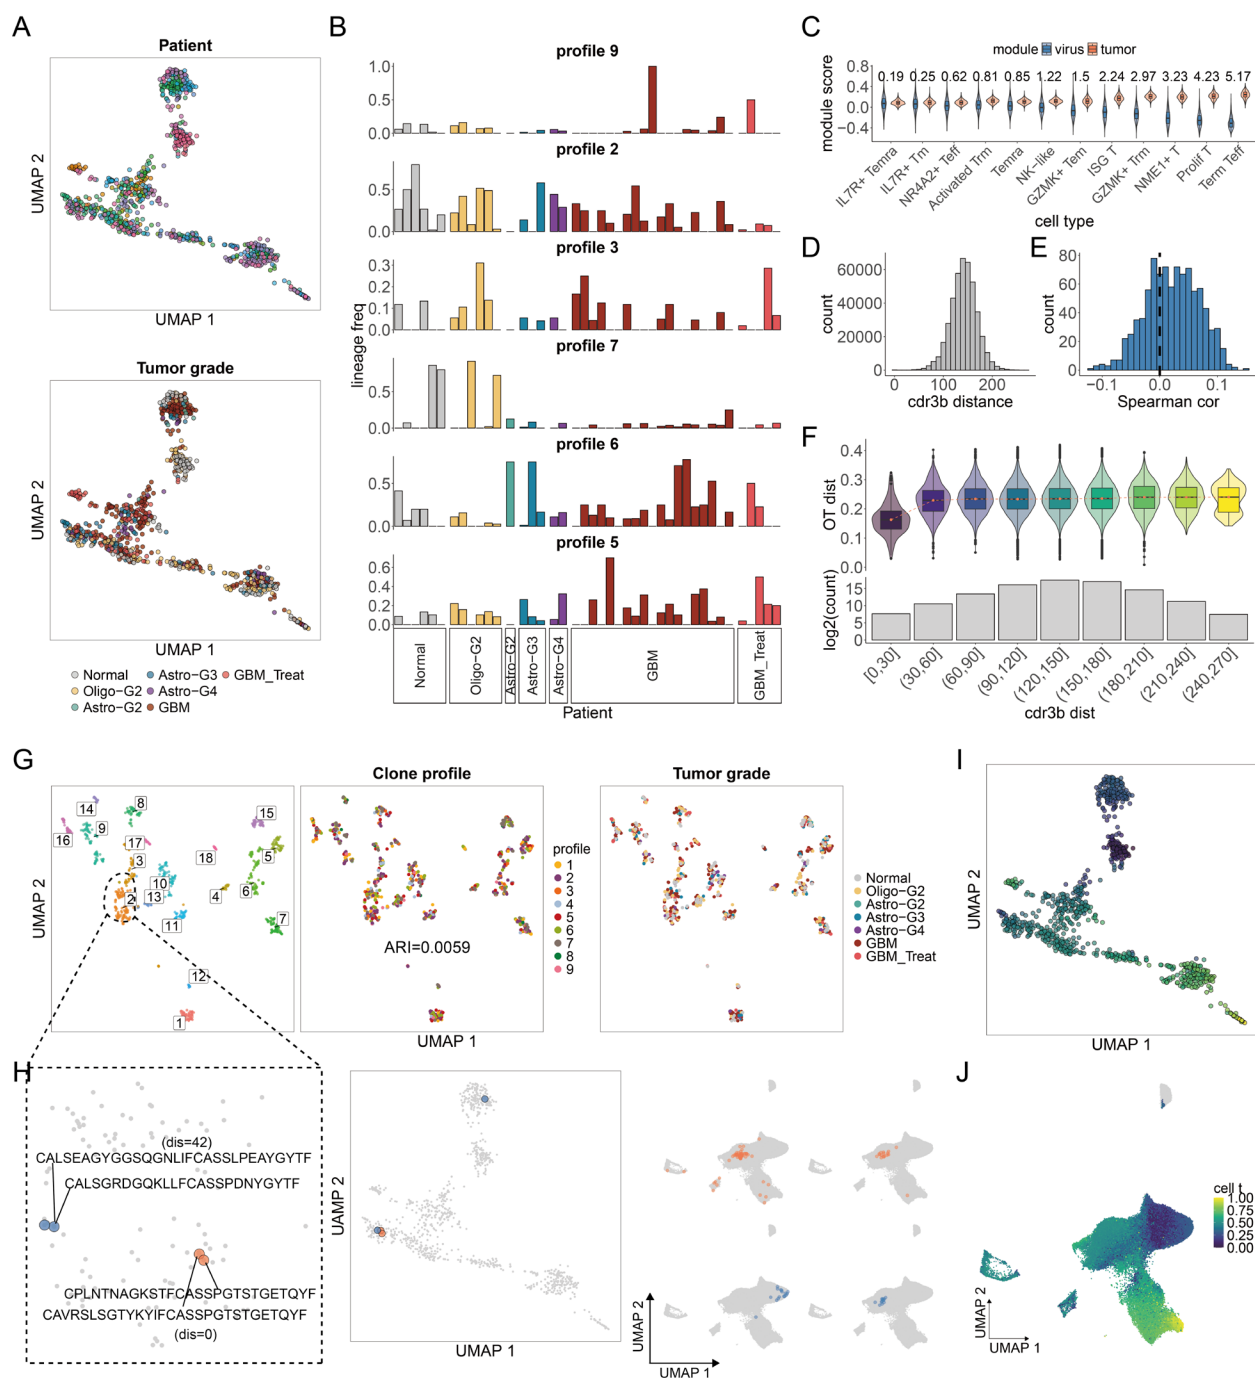 A
Patient
UMAP 2
UMAP 1
Tumor grade
UMAP 2
UMAP 1
Normal
Oligo-G2
Astro-G2
Astro-G3
Astro-G4
GBM
GBM_Treat
B
lineage freq
profile 9
1.0
0.5
0.0
profile 2
1.0
0.5
0.0
profile 3
0.3
0.2
0.1
0.0
profile 7
0.5
0.0
profile 6
0.5
0.0
profile 5
0.6
0.4
0.2
0.0
Normal
Oligo-G2
Astro-G2
Astro-G3
Astro-G4
GBM
GBM_Treat
Patient
C
module virus tumor
module score
0.8
0.0
−0.4
0.19 0.25 0.62 0.81 0.85 1.22 1.5 2.24 2.97 3.23 4.23 5.17
IL7R+ Temra
IL7R+ Tm
NR4A2+ Teff
Activated Trm
Temra
NK-like
GZMK+ Tem
ISG T
GZMK+ Trm
NME1+ T
Prolif T
Term Teff
cell type
D
count
60000
40000
20000
0
0 100 200
cdr3b distance
E
count
80
60
40
20
0
−0.1 0.0 0.1
Spearman cor
F
OT dist
0.4
0.3
0.2
0.1
0.0
log2(count)
15
10
5
0
[0,30]
(30,60]
(60,90]
(90,120]
(120,150]
(150,180]
(180,210]
(210,240]
(240,270]
cdr3b dist
G
UMAP 2
14
8
16
9
17
3
18
15
5
10
2
13
4
6
11
7
12
1
Clone profile
ARI=0.0059
UMAP 1
profile
1
2
3
4
5
6
7
8
9
Tumor grade
Normal
Oligo-G2
Astro-G2
Astro-G3
Astro-G4
GBM
GBM_Treat
H
(dis=42)
CALSEAGYGGSQGNLIFCASSLPEAYGYTF
CALSGRDGQKLLFCASSPDNYGYTF
CPLNTNAGKSTFCASSPGTSTGETQYF
CAVRSLSGTYKYIFCASSPGTSTGETQYF
(dis=0)
UAMP 2
UMAP 1
UMAP 2
UMAP 1
I
UMAP 2
UMAP 1
J
cell t
1.00
0.75
0.50
0.25
0.00
UMAP 2
UMAP 1